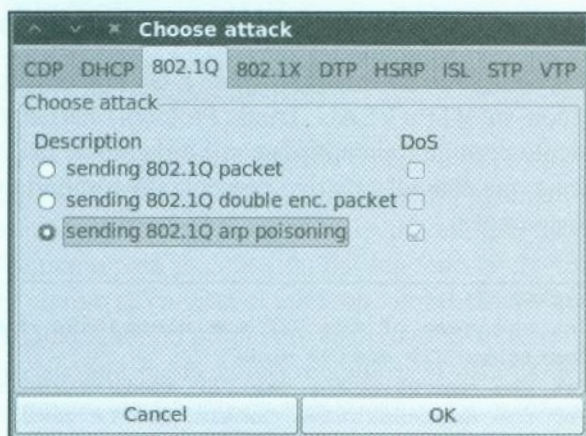 Choose attack
CDP DHCP 802.1Q 802.1X DTP HSRP ISL STP VTP
Choose attack
Description DoS
sending 802.1Q packet
sending 802.1Q double enc. packet
sending 802.1Q arp poisoning
Cancel OK